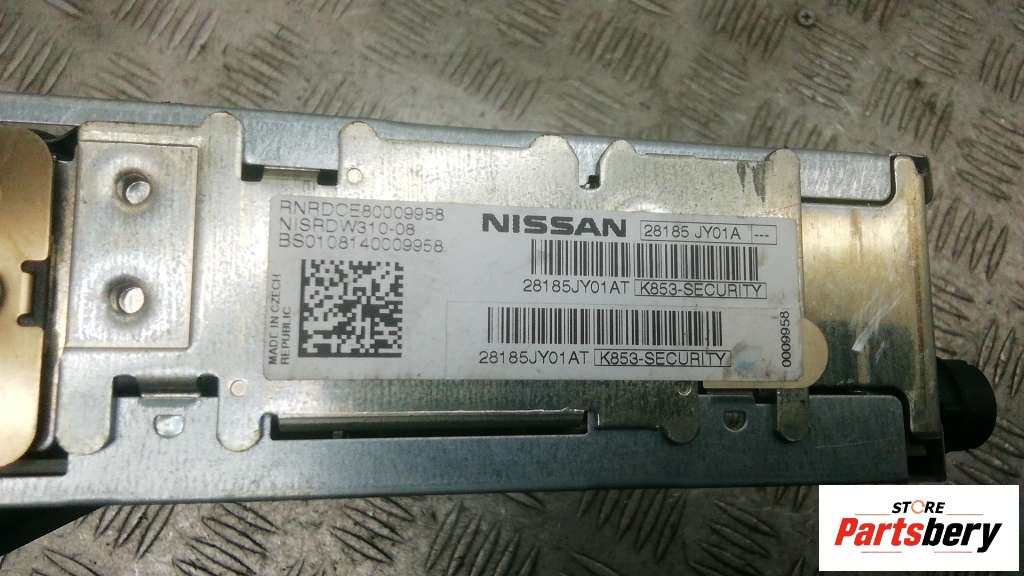 RNRDCE80009958
NISRDW310-08
BS0108140009958
MADE IN CZECH
REPUBLIC
NISSAN
28185 JY01A ---
28185JY01AT K853-SECURITY
28185JY01AT K853-SECURITY
0009958
STORE
Partsbery